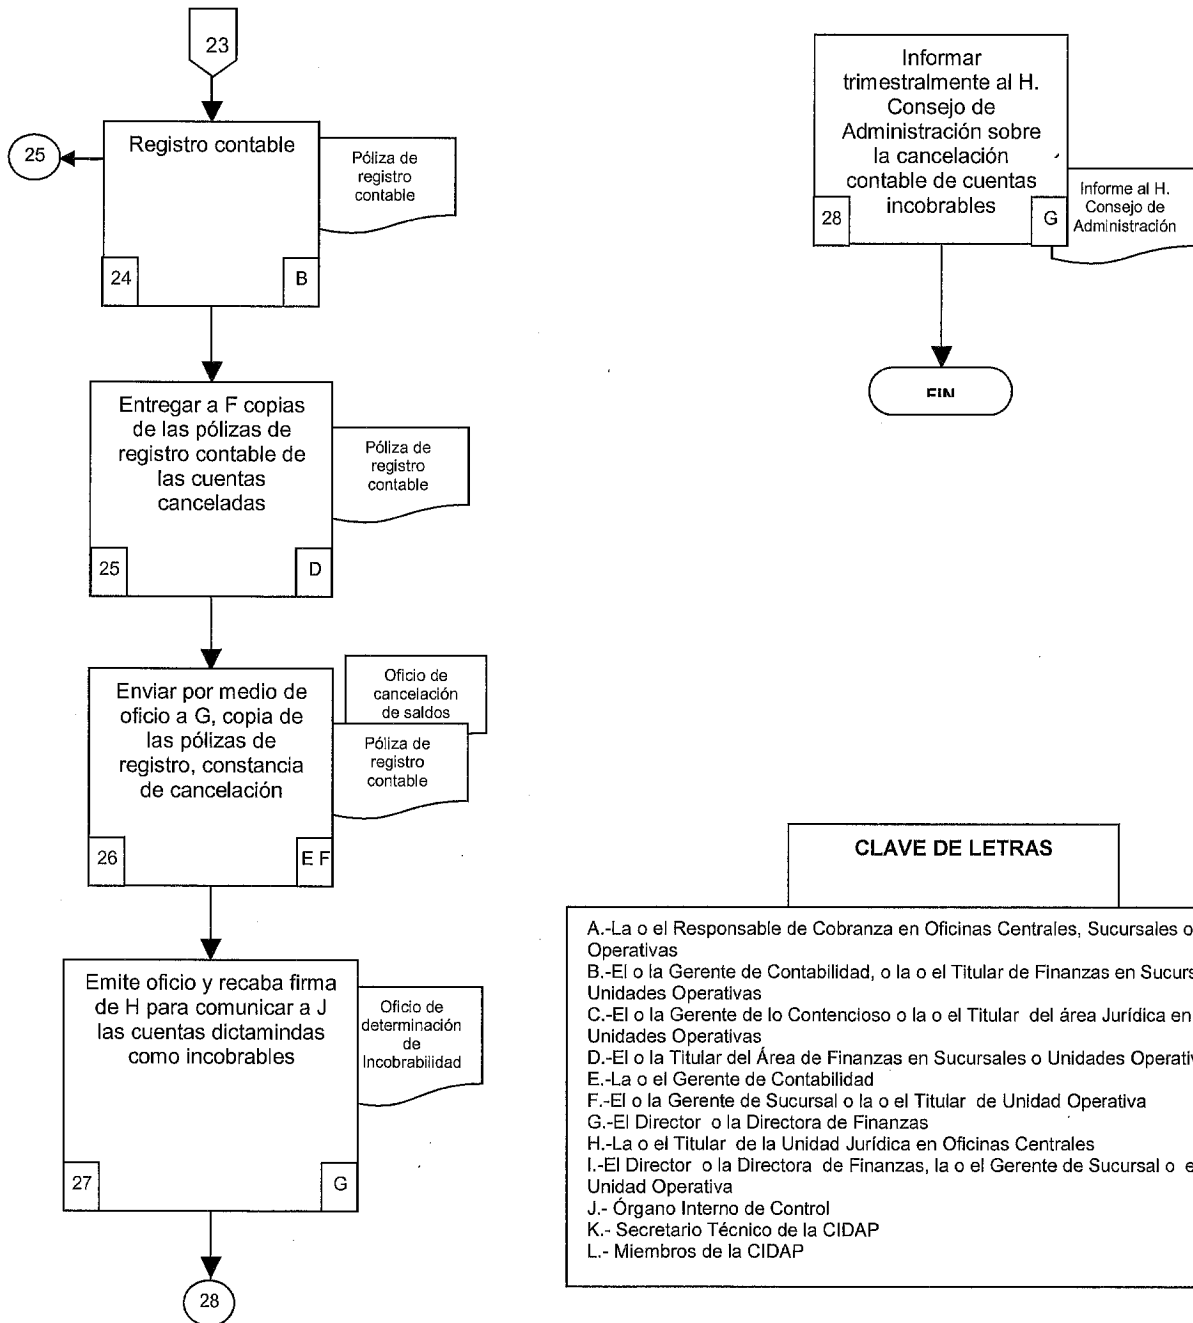 23
25
Registro contable
Póliza de
registro
contable
24
B
Entregar a F copias
de las pólizas de
registro contable de
las cuentas
canceladas
Póliza de
registro
contable
25
D
Enviar por medio de
oficio a G, copia de
las pólizas de
registro, constancia
de cancelación
Oficio de
cancelación
de saldos
Póliza de
registro
contable
26
E F
Emite oficio y recaba firma
de H para comunicar a J
las cuentas dictamindas
como incobrables
Oficio de
determinación
de
Incobrabilidad
27
G
28
Informar
trimestralmente al H.
Consejo de
Administración sobre
la cancelación
contable de cuentas
incobrables
28
G
Informe al H.
Consejo de
Administración
FIN
CLAVE DE LETRAS
A.-La o el Responsable de Cobranza en Oficinas Centrales, Sucursales o
Operativas
B.-El o la Gerente de Contabilidad, o la o el Titular de Finanzas en Sucurs
Unidades Operativas
C.-El o la Gerente de lo Contencioso o la o el Titular del área Jurídica en
Unidades Operativas
D.-El o la Titular del Área de Finanzas en Sucursales o Unidades Operativ
E.-La o el Gerente de Contabilidad
F.-El o la Gerente de Sucursal o la o el Titular de Unidad Operativa
G.-El Director o la Directora de Finanzas
H.-La o el Titular de la Unidad Jurídica en Oficinas Centrales
I.-El Director o la Directora de Finanzas, la o el Gerente de Sucursal o e
Unidad Operativa
J.- Órgano Interno de Control
K.- Secretario Técnico de la CIDAP
L.- Miembros de la CIDAP